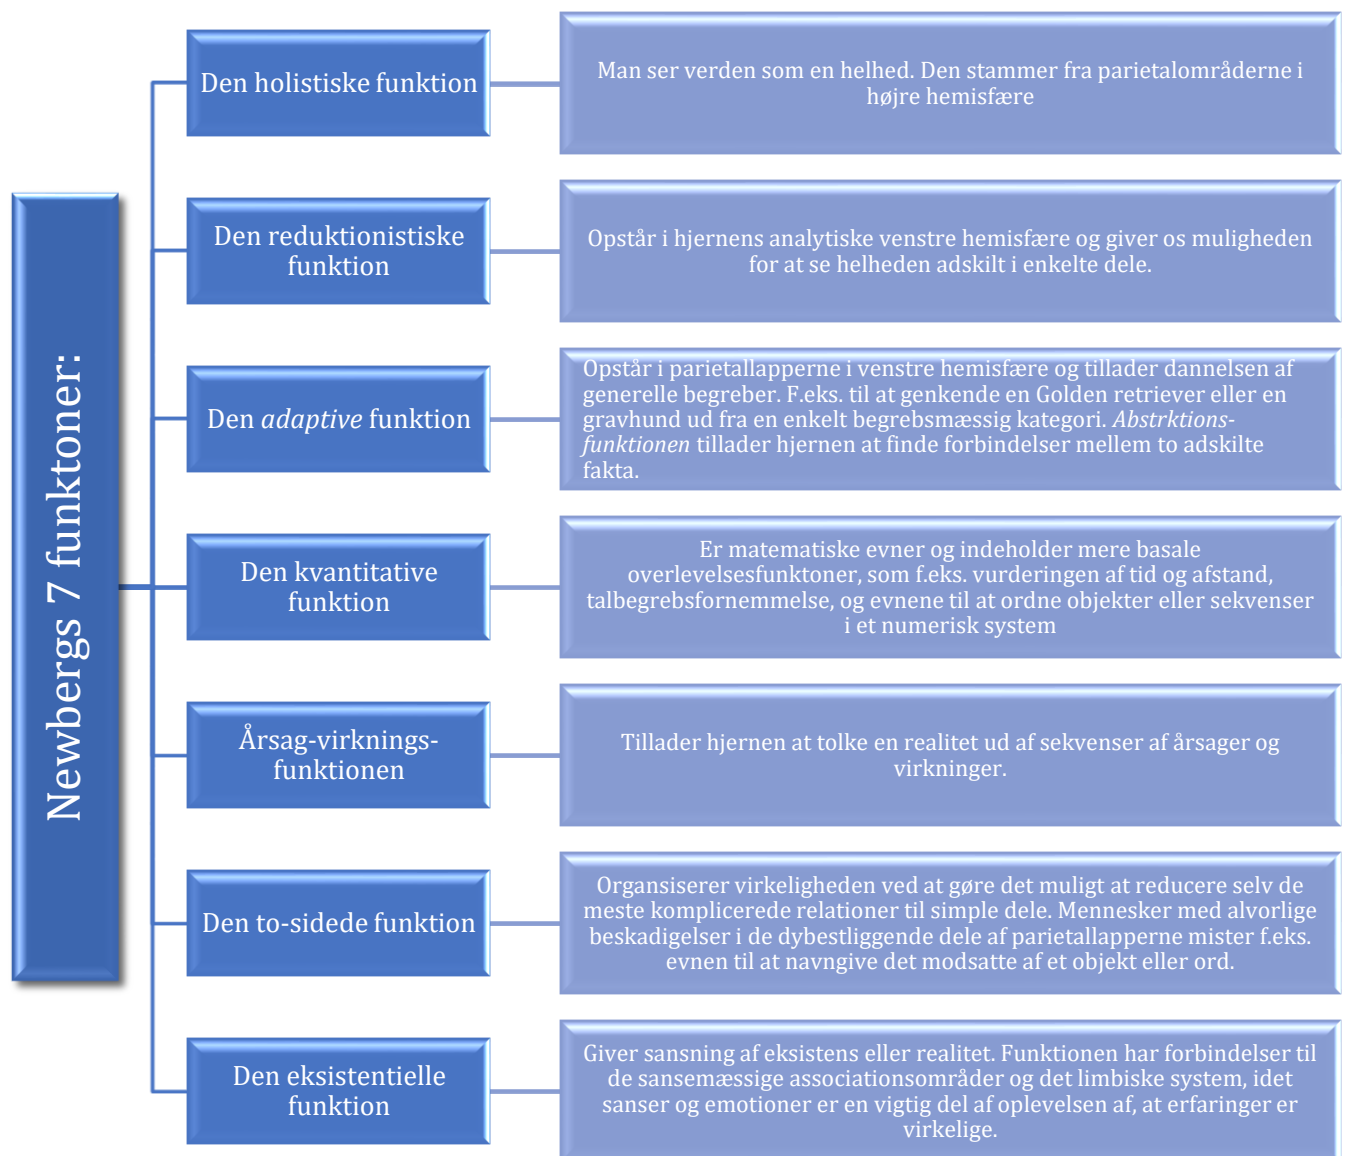 Newbergs 7 funktoner:
Den holistiske funktion
Man ser verden som en helhed. Den stammer fra parietalområderne i
højre hemisfære
Den reduktionistiske
funktion
Opstår i hjernens analytiske venstre hemisfære og giver os muligheden
for at se helheden adskilt i enkelte dele.
Den adaptive funktion
Opstår i parietallapperne i venstre hemisfære og tillader dannelsen af
generelle begreber. F.eks. til at genkende en Golden retriever eller en
gravhund ud fra en enkelt begrebsmæssig kategori. Abstrktions-
funktionen tillader hjernen at finde forbindelser mellem to adskilte
fakta.
Den kvantitative
funktion
Er matematiske evner og indeholder mere basale
overlevelsesfunktoner, som f.eks. vurderingen af tid og afstand,
talbegrebsfornemmelse, og evnene til at ordne objekter eller sekvenser
i et numerisk system
Årsag-virknings-
funktionen
Tillader hjernen at tolke en realitet ud af sekvenser af årsager og
virkninger.
Den to-sidede funktion
Organsiserer virkeligheden ved at gøre det muligt at reducere selv de
meste komplicerede relationer til simple dele. Mennesker med alvorlige
beskadigelser i de dybestliggende dele af parietallapperne mister f.eks.
evnen til at navngive det modsatte af et objekt eller ord.
Den eksistentielle
funktion
Giver sansning af eksistens eller realitet. Funktionen har forbindelser til
de sansemæssige associationsområder og det limbiske system, idet
sanser og emotioner er en vigtig del af oplevelsen af, at erfaringer er
virkelige.